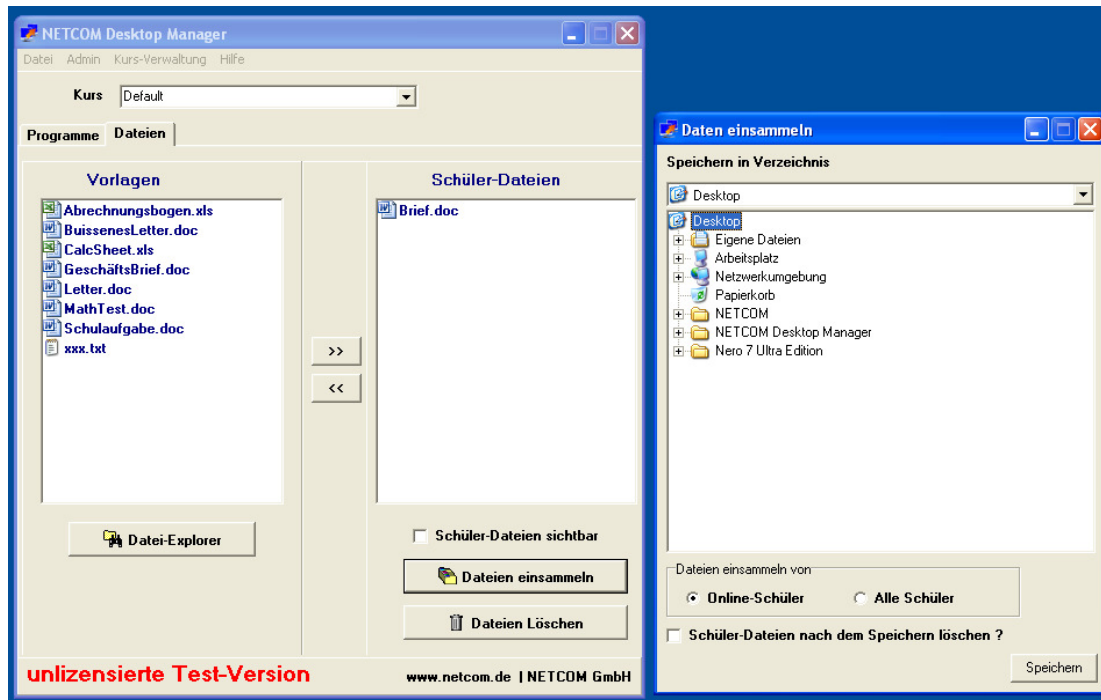 NETCOM Desktop Manager
Datei Admin Kurs-Verwaltung Hilfe
Kurs Default
Programme Dateien
Vorlagen
Abrechnungsbogen.xls
BuissenesLetter.doc
CalcSheet.xls
GeschäftsBrief.doc
Letter.doc
MathTest.doc
Schulaufgabe.doc
xxx.txt
Datei-Explorer
>>
<<
Schüler-Dateien
Brief.doc
Schüler-Dateien sichtbar
Dateien einsammeln
Dateien Löschen
unlizensierte Test-Version
www.netcom.de | NETCOM GmbH
Daten einsammeln
Speichern in Verzeichnis
Desktop
Desktop
Eigene Dateien
Arbeitsplatz
Netzwerkumgebung
Papierkorb
NETCOM
NETCOM Desktop Manager
Nero 7 Ultra Edition
Dateien einsammeln von
Online-Schüler Alle Schüler
Schüler-Dateien nach dem Speichern löschen ?
Speichern